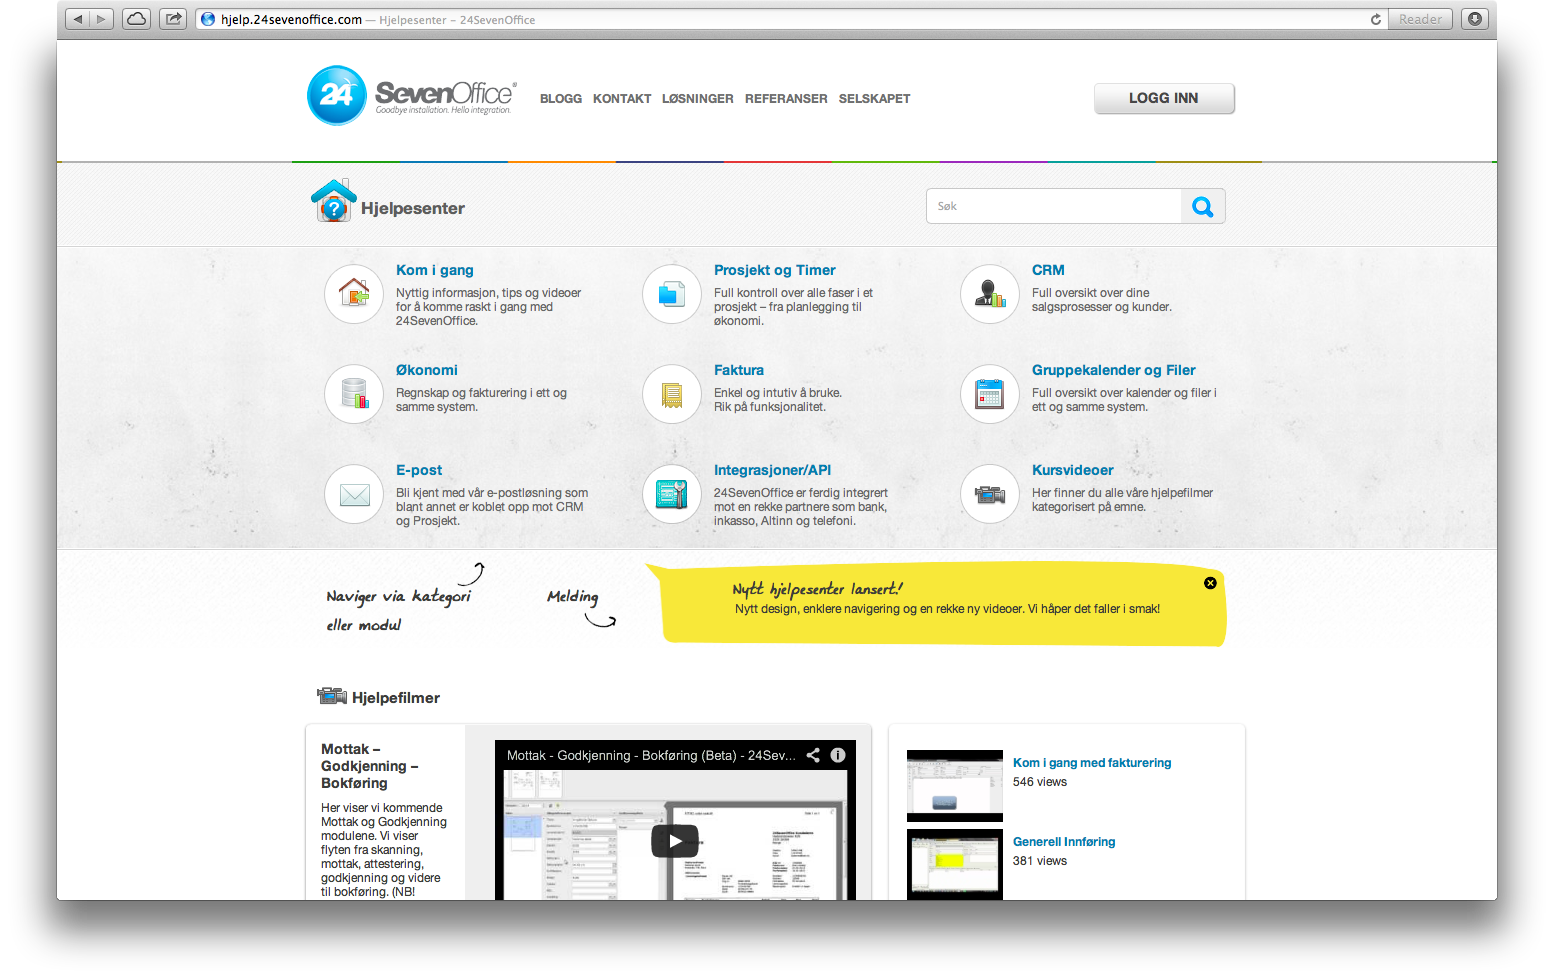 hjelp.24sevenoffice.com — Hjelpesenter – 24SevenOffice
Reader
24 SevenOffice®
Goodbye installation. Hello integration.
BLOGG KONTAKT LØSNINGER REFERANSER SELSKAPET
LOGG INN
Hjelpesenter
Søk
Kom i gang
Nyttig informasjon, tips og videoer
for å komme raskt i gang med
24SevenOffice.
Prosjekt og Timer
Full kontroll over alle faser i et
prosjekt – fra planlegging til
økonomi.
CRM
Full oversikt over dine
salgsprosesser og kunder.
Økonomi
Regnskap og fakturering i ett og
samme system.
Faktura
Enkel og intutiv å bruke.
Rik på funksjonalitet.
Gruppekalender og Filer
Full oversikt over kalender og filer i
ett og samme system.
E-post
Bli kjent med vår e-postløsning som
blant annet er koblet opp mot CRM
og Prosjekt.
Integrasjoner/API
24SevenOffice er ferdig integrert
mot en rekke partnere som bank,
inkasso, Altinn og telefoni.
Kursvideoer
Her finner du alle våre hjelpefilmer
kategorisert på emne.
Naviger via kategori
eller modul
Melding
Nytt hjelpesenter lansert!
Nytt design, enklere navigering og en rekke ny videoer. Vi håper det faller i smak!
Hjelpefilmer
Mottak –
Godkjenning –
Bokføring
Her viser vi kommende
Mottak og Godkjenning
modulene. Vi viser
flyten fra skanning,
mottak, attestering,
godkjenning og videre
til bokføring. (NB!
Mottak - Godkjenning - Bokføring (Beta) - 24Sev...
Kom i gang med fakturering
546 views
Generell Innføring
381 views